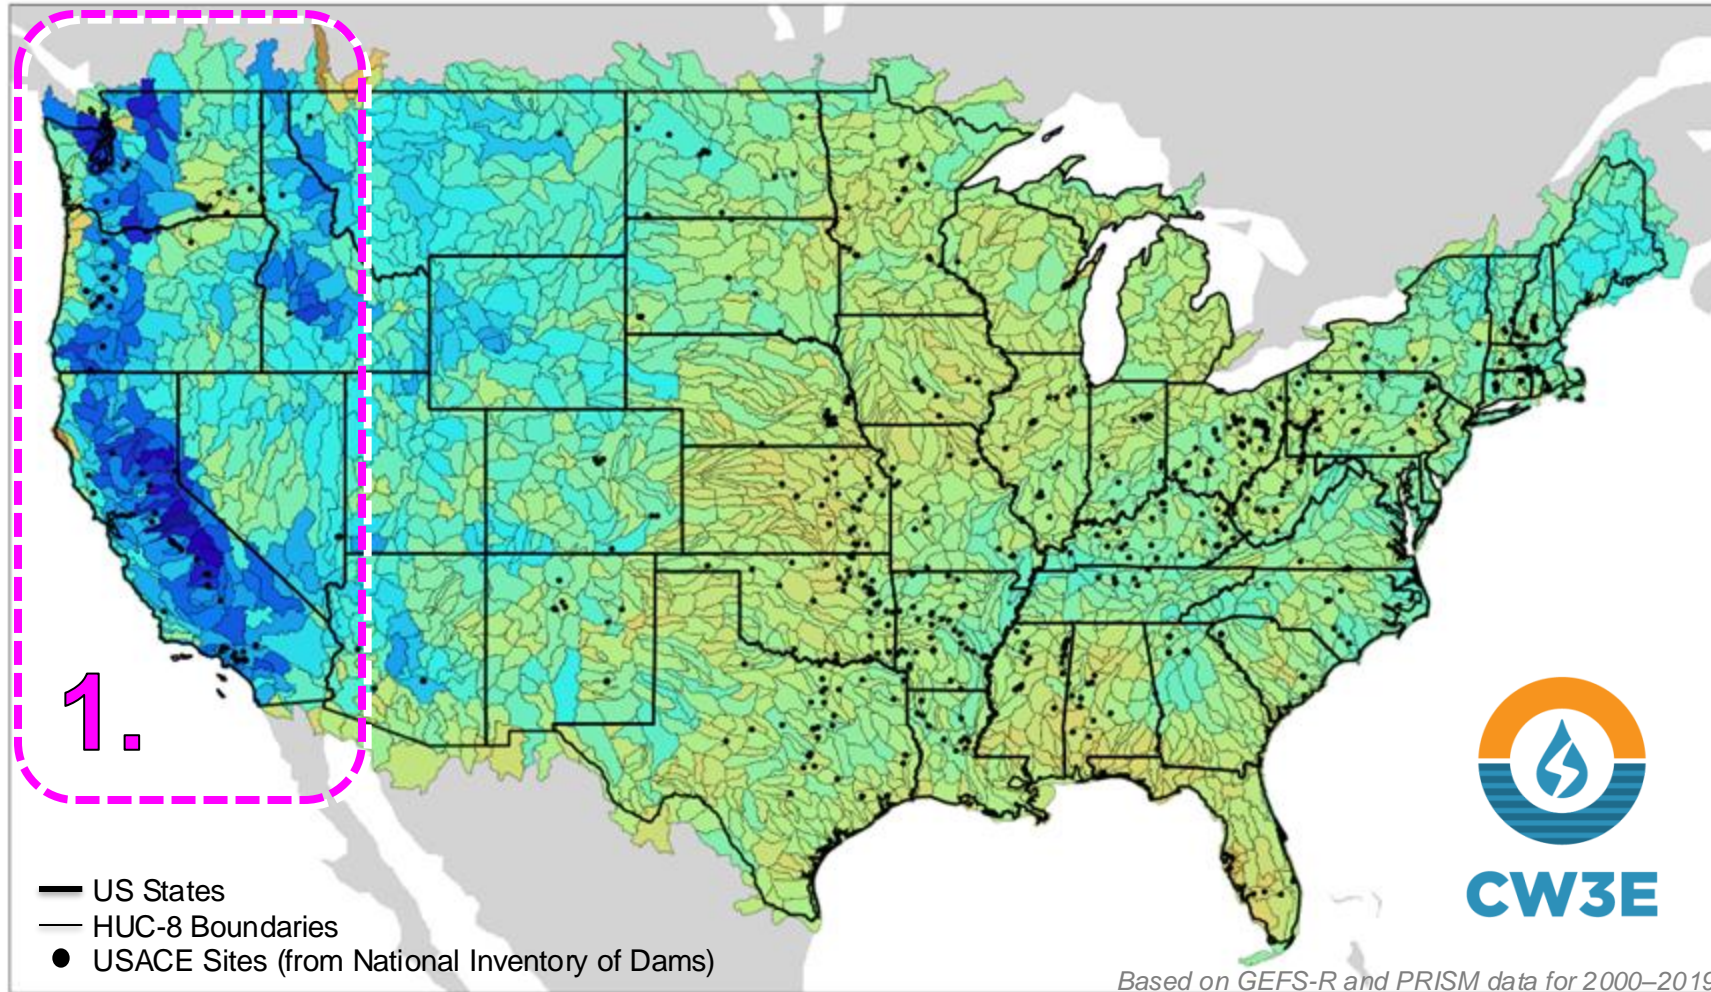 1.
US States
HUC-8 Boundaries
USACE Sites (from National Inventory of Dams)
CW3E
Based on GEFS-R and PRISM data for 2000–2019